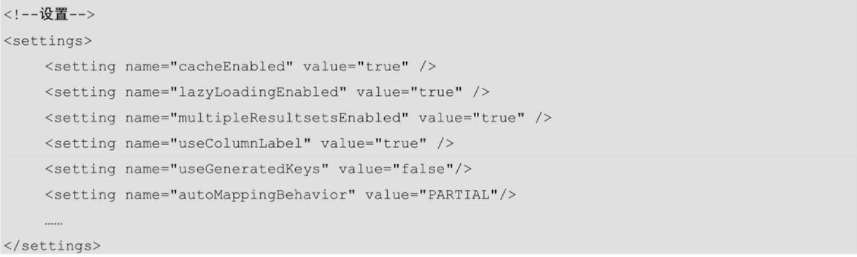 <!--设置-->
<settings>
<setting name="cacheEnabled" value="true" />
<setting name="lazyLoadingEnabled" value="true" />
<setting name="multipleResultsetsEnabled" value="true" />
<setting name="useColumnLabel" value="true" />
<setting name="useGeneratedKeys" value="false"/>
<setting name="autoMappingBehavior" value="PARTIAL"/>
……
</settings>